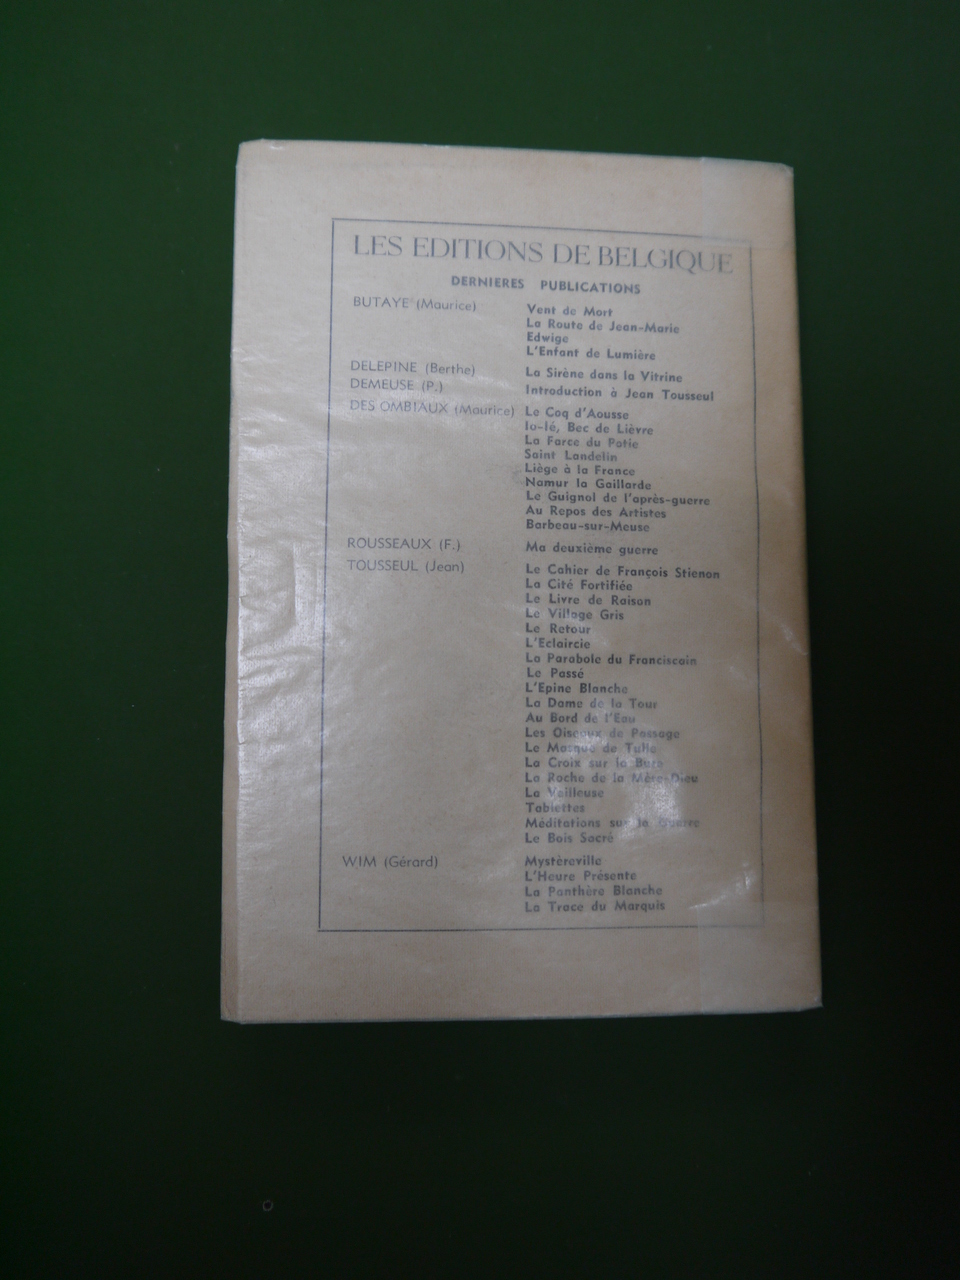 LES EDITIONS DE BELGIQUE
DERNIERES PUBLICATIONS
BUTAYE (Maurice) Vent de Mort
La Route de Jean-Marie
Edwige
L'Enfant de Lumière
DELEPINE (Berthe) La Sirène dans la Vitrine
DEMEUSE (P.) Introduction à Jean Tousseul
DES OMBIAUX (Maurice) Le Coq d'Aousse
Io-Ié, Bec de Lièvre
La Farce du Potie
Saint Landelin
Liège à la France
Namur la Gaillarde
Le Guignol de l'après-guerre
Au Repos des Artistes
Barbeau-sur-Meuse
ROUSSEAUX (F.) Ma deuxième guerre
TOUSSEUL (Jean) Le Cahier de François Stienon
La Cité Fortifiée
Le Livre de Raison
Le Village Gris
Le Retour
L'Eclaircie
La Parabole du Franciscain
Le Passé
L'Epine Blanche
La Dame de la Tour
Au Bord de l'Eau
Les Oiseaux de Passage
Le Masque de Tulle
La Croix sur la Bure
La Roche de la Mère-Dieu
La Veilleuse
Tablettes
Méditations sur la Guerre
Le Bois Sacré
WIM (Gérard) Mystèreville
L'Heure Présente
La Panthère Blanche
La Trace du Marquis